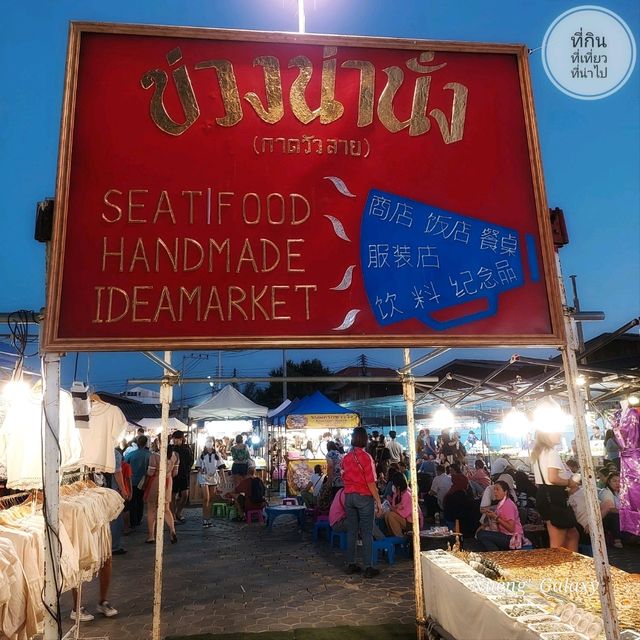 ที่กิน
ที่เที่ยว
ที่น่าไป
ข่วงน่านั่ง
(กาดวัวลาย)
SEAT|FOOD
HANDMADE
IDEAMARKET
商店 饭店 餐桌
服装店
饮料 纪念品